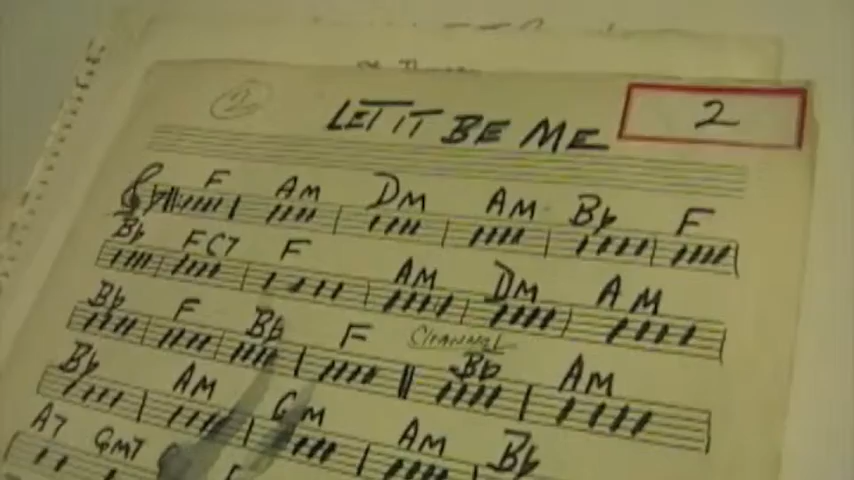 2
LET IT BE ME
2
F Am Dm Am B♭ F
B♭ F C7 F Am Dm Am
B♭ F B♭ F CHANNEL B♭ Am
B♭ Am Gm Am B♭
A7 Gm7